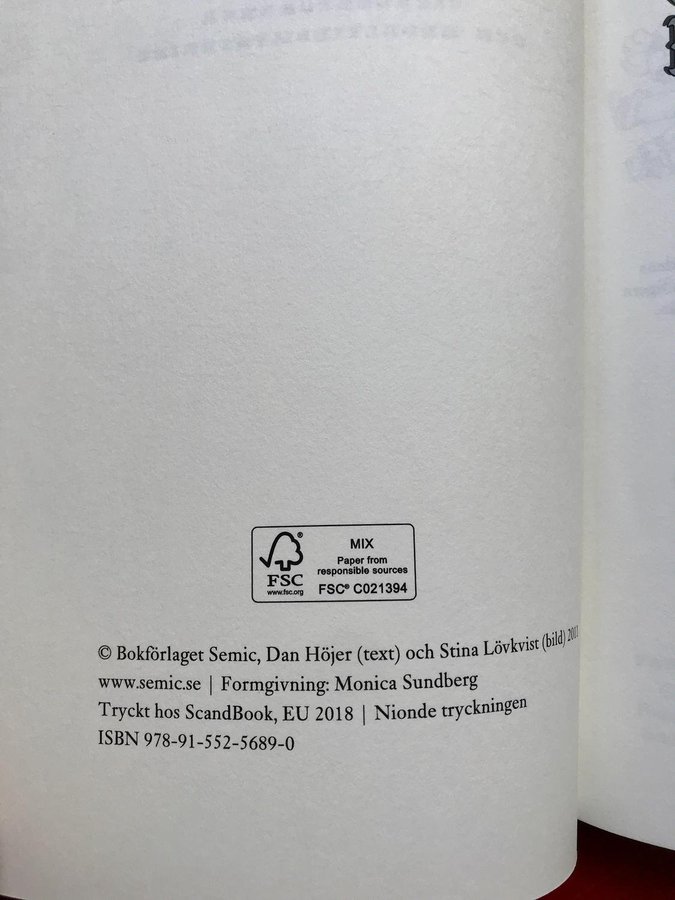 MIX
Paper from
responsible sources
FSC® C021394
FSC
www.fsc.org
© Bokförlaget Semic, Dan Höjer (text) och Stina Lövkvist (bild)
www.semic.se | Formgivning: Monica Sundberg
Tryckt hos ScandBook, EU 2018 | Nionde tryckningen
ISBN 978-91-552-5689-0